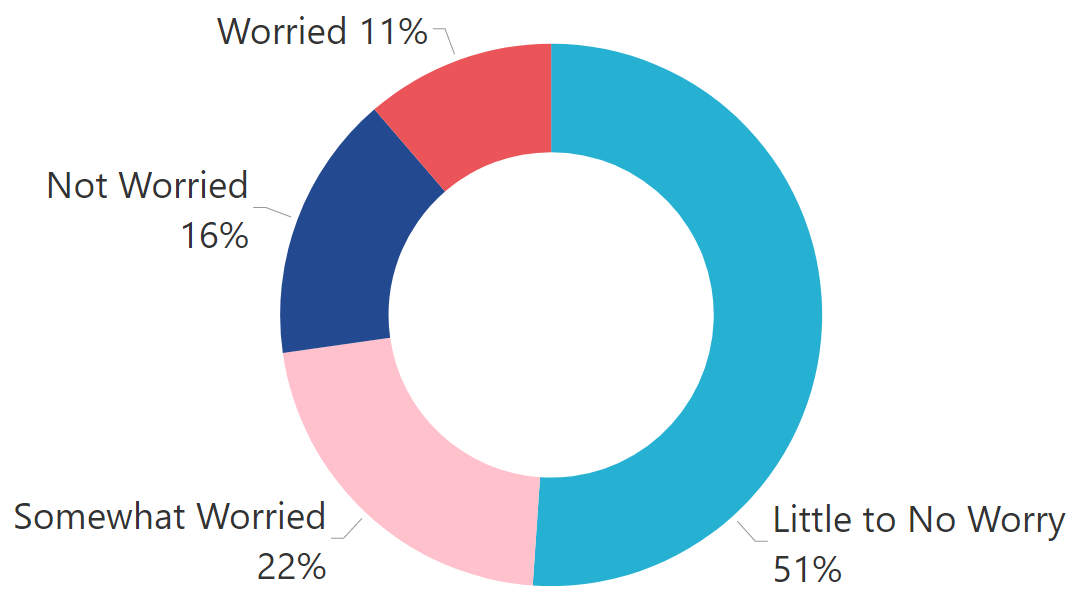 Worried 11%
Not Worried
16%
Somewhat Worried
22%
Little to No Worry
51%